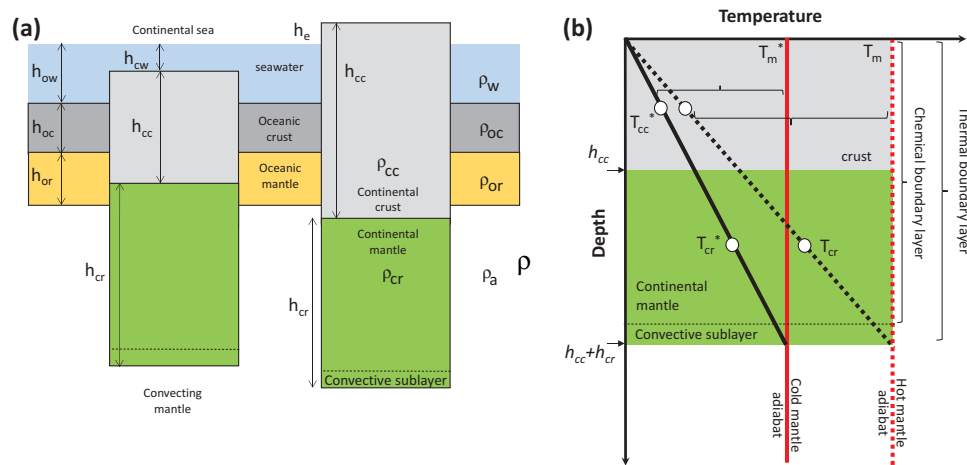 (a)
Continental sea
h_e
h_cw
h_ow
seawater
ρ_w
h_cc
h_oc
h_cc
Oceanic
crust
ρ_oc
h_or
Oceanic
mantle
ρ_cc
Continental
crust
ρ_or
Continental
mantle
h_cr
ρ_cr
ρ_a
ρ
h_cr
Convective sublayer
Convecting
mantle
(b)
Temperature
T_m*
T_m
T_cc*
crust
h_cc
T_cr*
T_cr
Depth
Continental
mantle
Convective sublayer
h_cc+h_cr
Cold mantle
adiabat
Hot mantle
adiabat
Chemical boundary layer
Thermal boundary layer